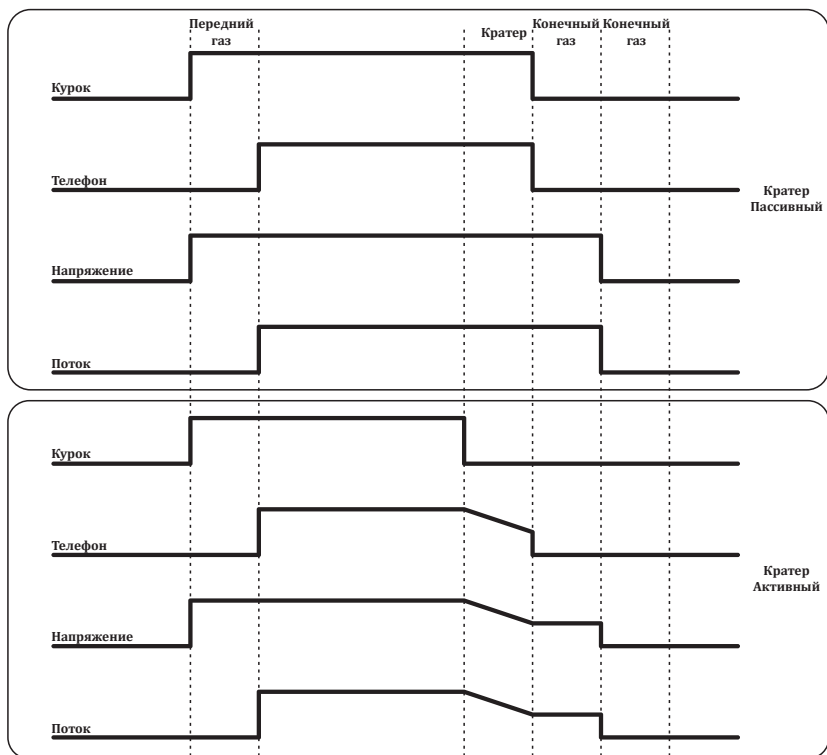 Передний
газ
Кратер
Конечный
газ
Конечный
газ
Курок
Телефон
Кратер
Пассивный
Напряжение
Поток
Курок
Телефон
Кратер
Активный
Напряжение
Поток